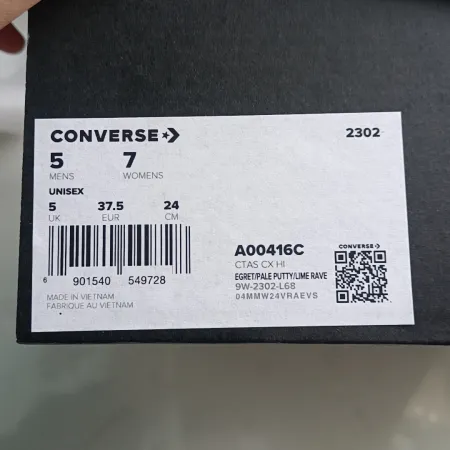 CONVERSE
2302
5 7
MENS WOMENS
UNISEX
5 37.5 24
UK EUR CM
6 901540 549728
MADE IN VIETNAM
FABRIQUE AU VIETNAM
A00416C
CTAS CX HI
EGRET/PALE PUTTY/LIME RAVE
9W-2302-L68
04MMW24VRAEVS
CONVERSE